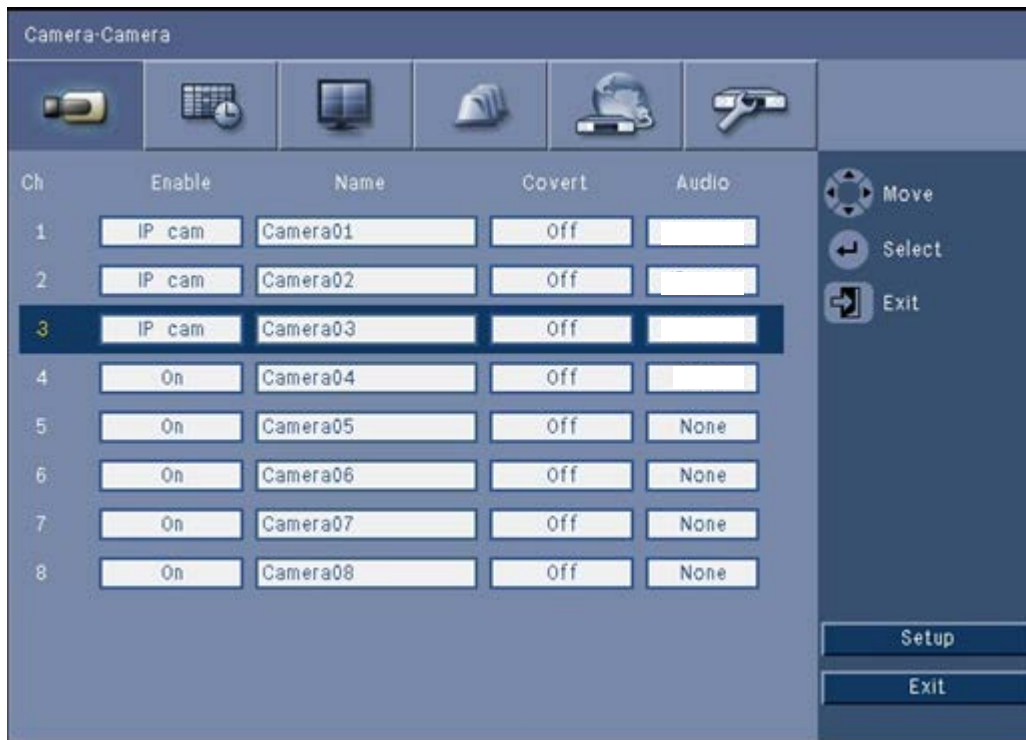 Camera-Camera
Ch Enable Name Covert Audio
1 IP cam Camera01 Off
2 IP cam Camera02 Off
3 IP cam Camera03 Off
4 On Camera04 Off
5 On Camera05 Off None
6 On Camera06 Off None
7 On Camera07 Off None
8 On Camera08 Off None
Move
Select
Exit
Setup
Exit